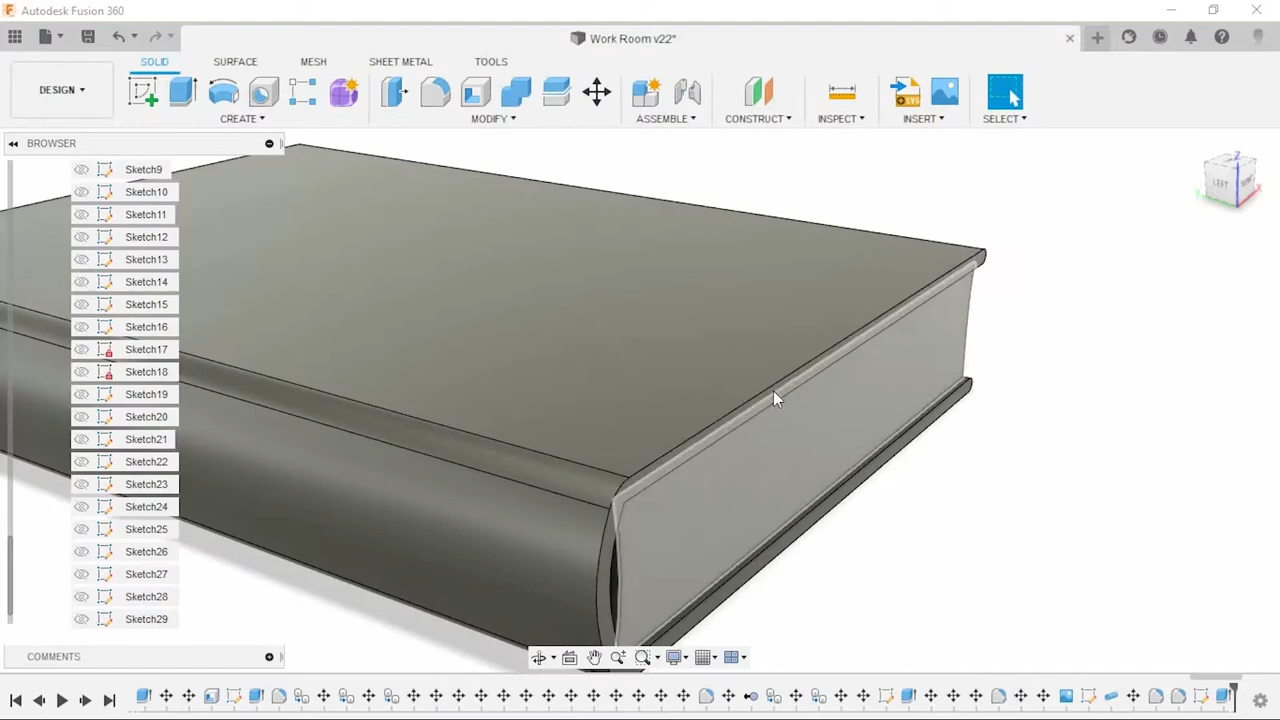 Autodesk Fusion 360
Work Room v22*
DESIGN
SOLID
SURFACE
MESH
SHEET METAL
TOOLS
CREATE
MODIFY
ASSEMBLE
CONSTRUCT
INSPECT
INSERT
SELECT
BROWSER
Sketch9
Sketch10
Sketch11
Sketch12
Sketch13
Sketch14
Sketch15
Sketch16
Sketch17
Sketch18
Sketch19
Sketch20
Sketch21
Sketch22
Sketch23
Sketch24
Sketch25
Sketch26
Sketch27
Sketch28
Sketch29
Z
LEFT
X
COMMENTS